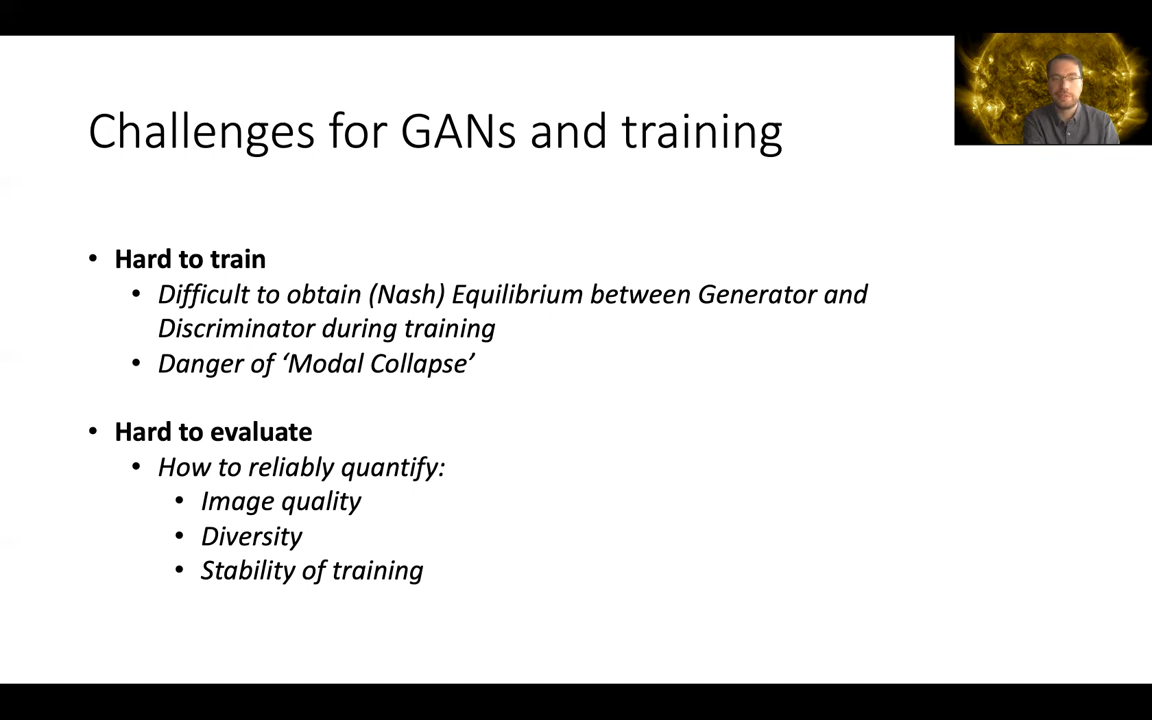 Challenges for GANs and training
• Hard to train
• Difficult to obtain (Nash) Equilibrium between Generator and
Discriminator during training
• Danger of ‘Modal Collapse’
• Hard to evaluate
• How to reliably quantify:
• Image quality
• Diversity
• Stability of training